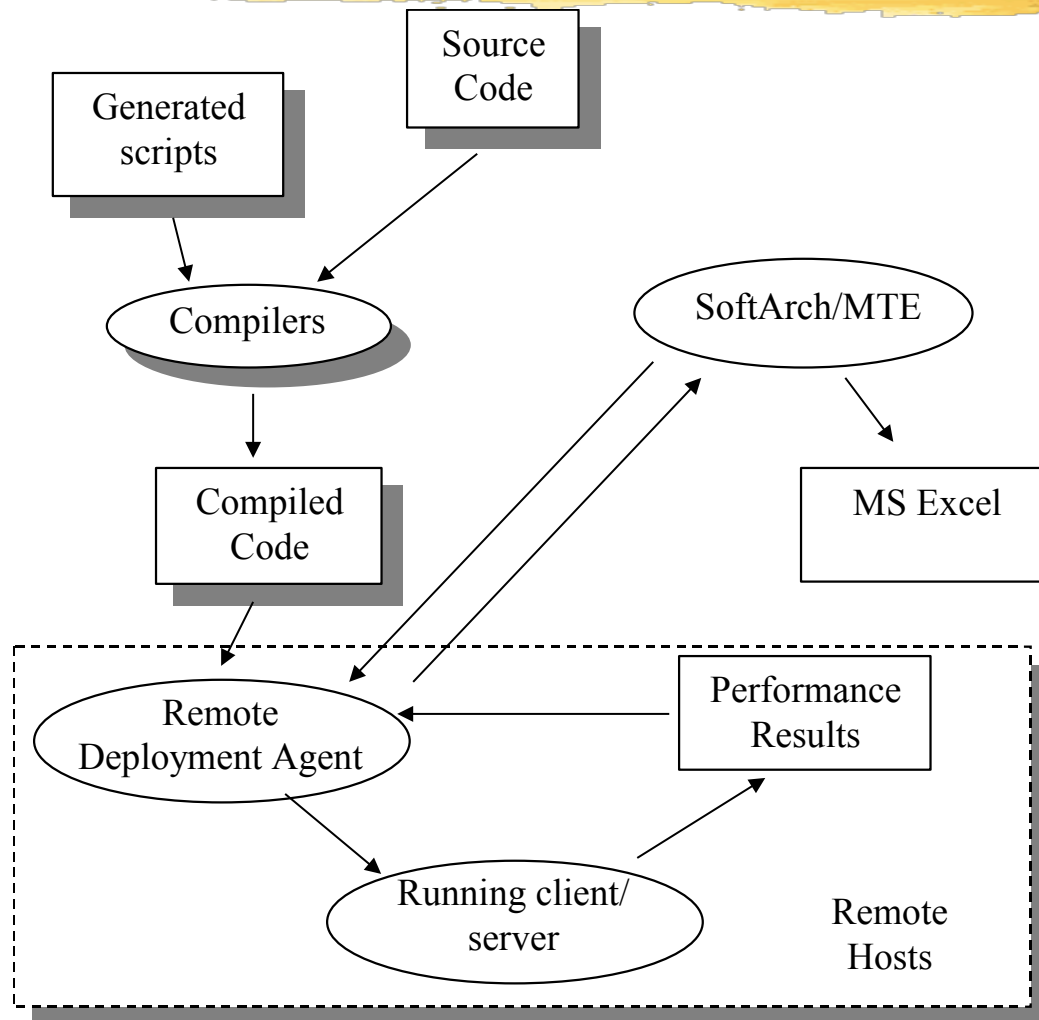 Source
Code
Generated
scripts
Compilers
SoftArch/MTE
Compiled
Code
MS Excel
Remote
Deployment Agent
Performance
Results
Running client/
server
Remote
Hosts